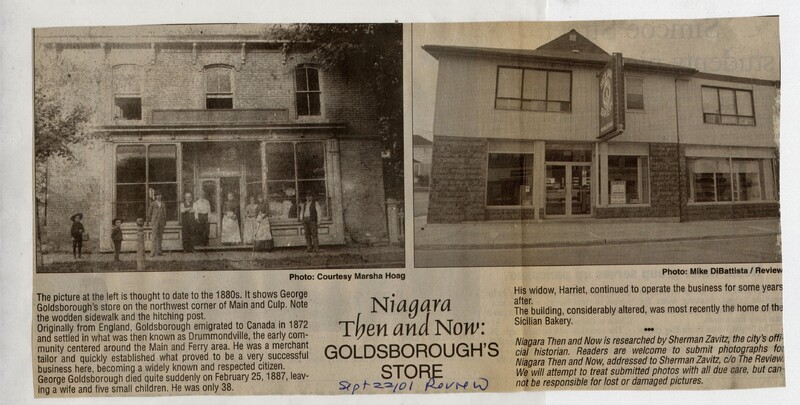 Photo: Courtesy Marsha Hoag
Photo: Mike DiBattista / Review
The picture at the left is thought to date to the 1880s. It shows George
Goldsborough's store on the northwest corner of Main and Culp. Note
the wodden sidewalk and the hitching post.
Originally from England, Goldsborough emigrated to Canada in 1872
and settled in what was then known as Drummondville, the early com-
munity centered around the Main and Ferry area. He was a merchant
tailor and quickly established what proved to be a very successful
business here, becoming a widely known and respected citizen.
George Goldsborough died quite suddenly on February 25, 1887, leav-
ing a wife and five small children. He was only 38.
Niagara
Then and Now:
GOLDSBOROUGH'S
STORE
Sept 22/01 Review
His widow, Harriet, continued to operate the business for some years
after.
The building, considerably altered, was most recently the home of the
Sicilian Bakery.
•••
Niagara Then and Now is researched by Sherman Zavitz, the city's offi-
cial historian. Readers are welcome to submit photographs for
Niagara Then and Now, addressed to Sherman Zavitz, c/o The Review.
We will attempt to treat submitted photos with all due care, but can-
not be responsible for lost or damaged pictures.